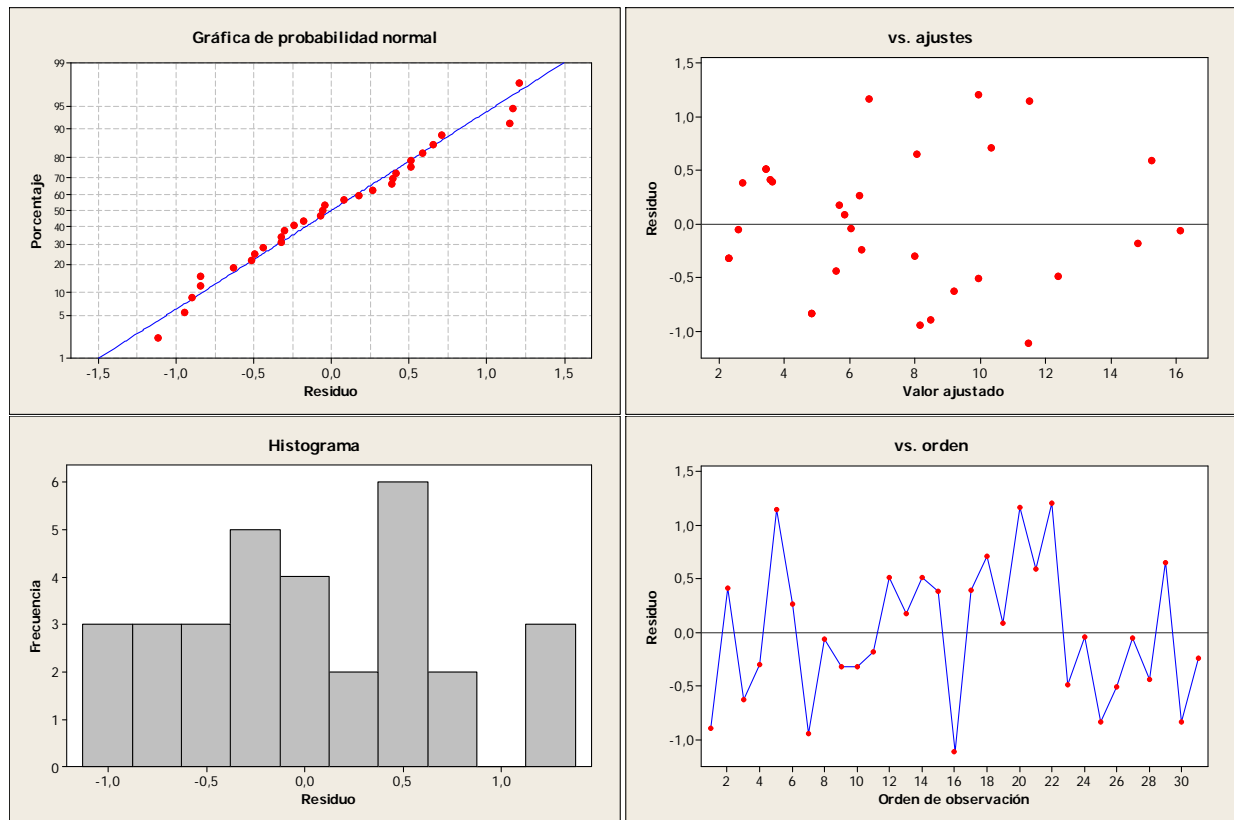 Gráfica de probabilidad normal
99
95
90
80
70
60
50
40
30
20
10
5
1
Porcentaje
-1,5 -1,0 -0,5 0,0 0,5 1,0 1,5
Residuo
vs. ajustes
1,5
1,0
0,5
0,0
-0,5
-1,0
Residuo
2 4 6 8 10 12 14 16
Valor ajustado
Histograma
6
5
4
3
2
1
0
Frecuencia
-1,0 -0,5 0,0 0,5 1,0
Residuo
vs. orden
1,5
1,0
0,5
0,0
-0,5
-1,0
Residuo
2 4 6 8 10 12 14 16 18 20 22 24 26 28 30
Orden de observación